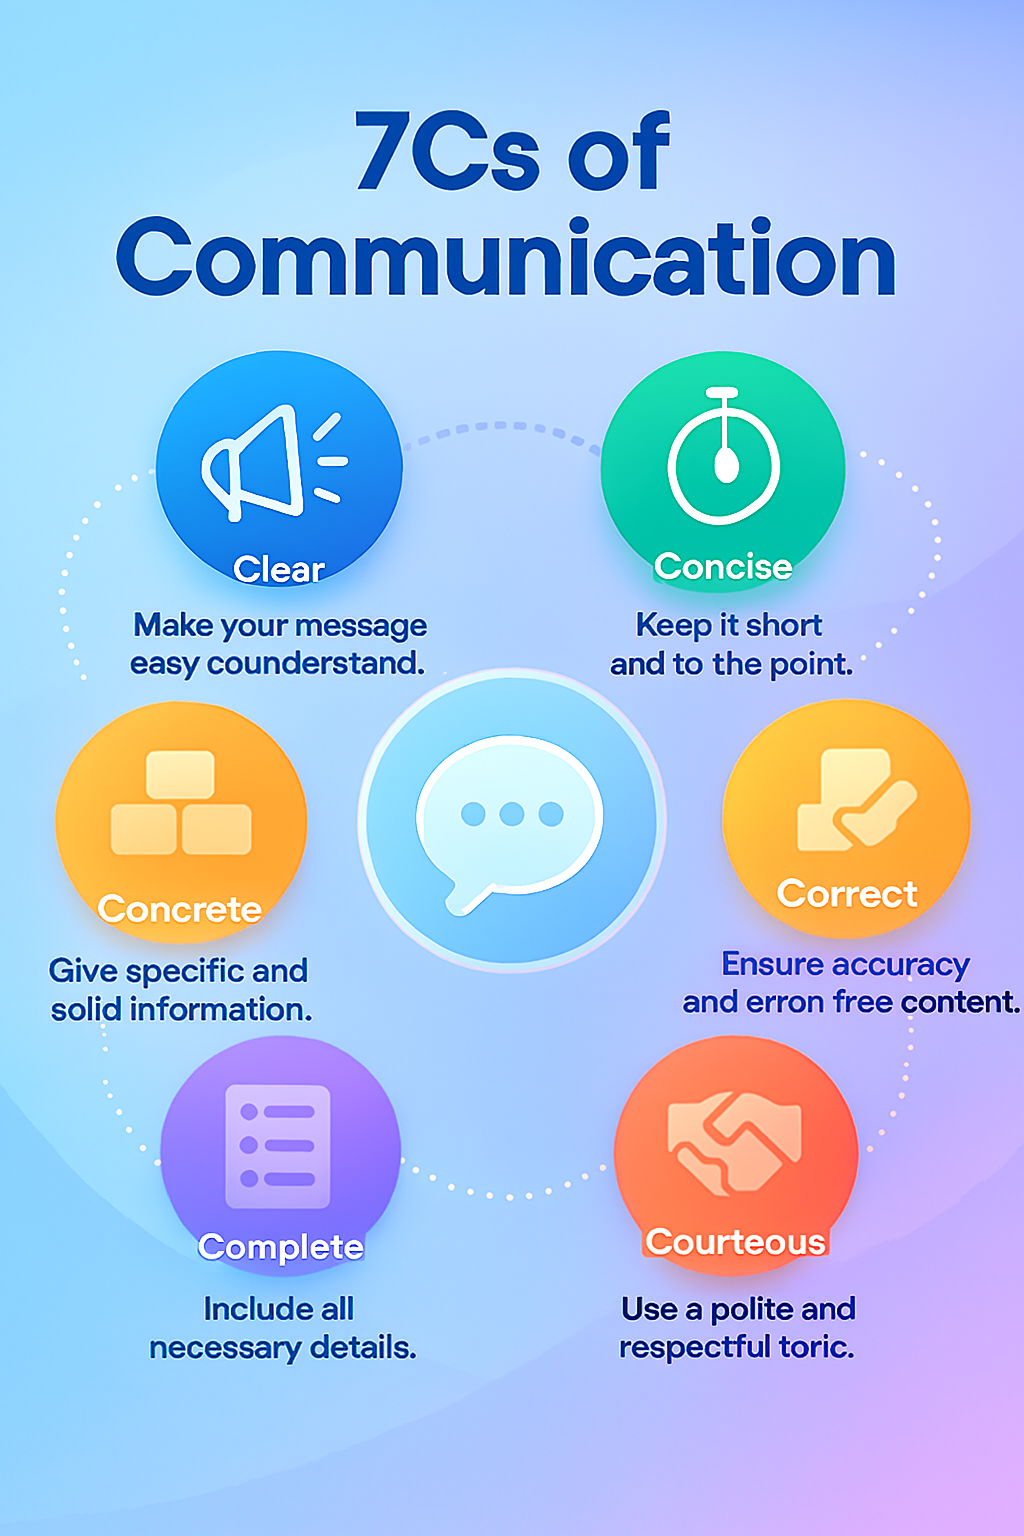 7Cs of
Communication
Clear
Make your message
easy counderstand.
Concise
Keep it short
and to the point.
Concrete
Give specific and
solid information.
Correct
Ensure accuracy
and erron free content.
Complete
Include all
necessary details.
Courteous
Use a polite and
respectful toric.